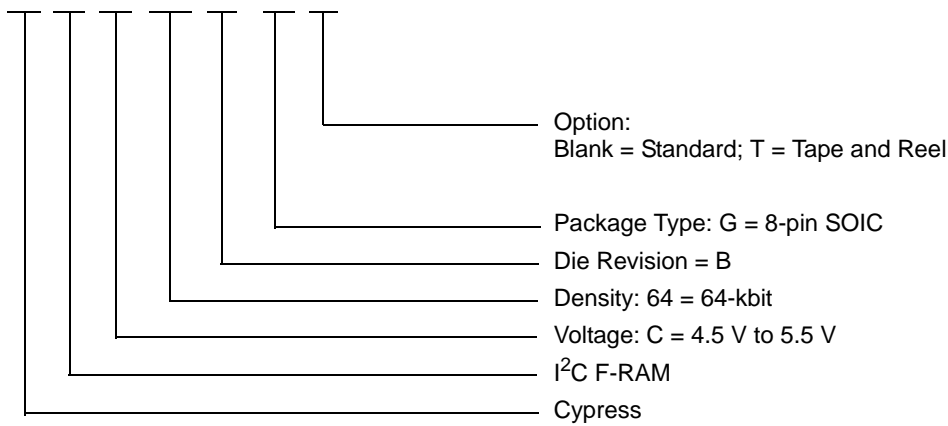 Option:
Blank = Standard; T = Tape and Reel
Package Type: G = 8-pin SOIC
Die Revision = B
Density: 64 = 64-kbit
Voltage: C = 4.5 V to 5.5 V
I²C F-RAM
Cypress